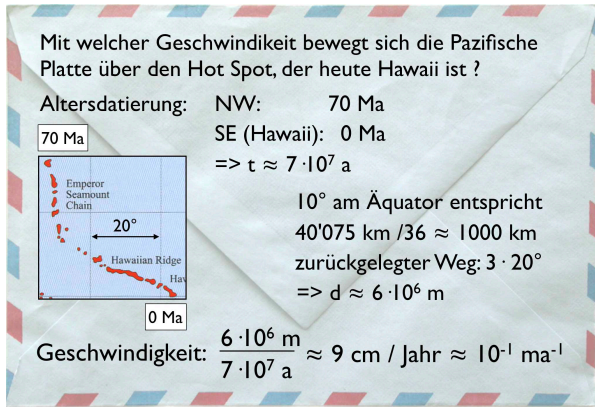 Mit welcher Geschwindikeit bewegt sich die Pazifische
Platte über den Hot Spot, der heute Hawaii ist ?
Altersdatierung: NW: 70 Ma
SE (Hawaii): 0 Ma
=> t ≈ 7·10⁷ a
70 Ma
Emperor
Seamount
Chain
20°
Hawaiian Ridge
Hav
0 Ma
10° am Äquator entspricht
40'075 km /36 ≈ 1000 km
zurückgelegter Weg: 3 · 20°
=> d ≈ 6·10⁶ m
Geschwindigkeit: 6·10⁶ m / 7·10⁷ a ≈ 9 cm / Jahr ≈ 10⁻¹ ma⁻¹